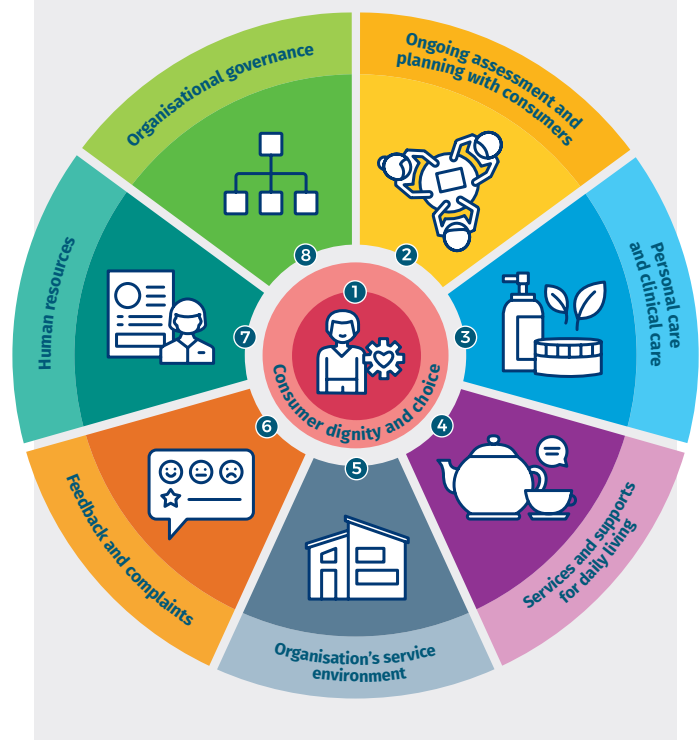 1
Consumer dignity and choice
2
Ongoing assessment and
planning with consumers
3
Personal care
and clinical care
4
Services and supports
for daily living
5
Organisation's service
environment
6
Feedback and complaints
7
Human resources
8
Organisational governance